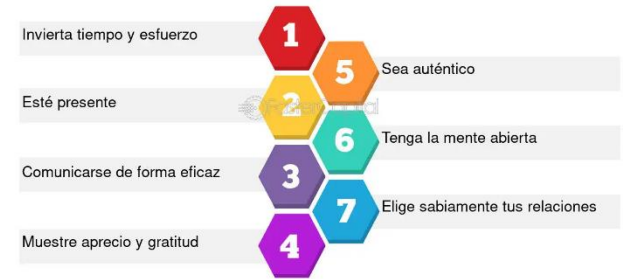 1
Invierta tiempo y esfuerzo
2
Esté presente
3
Comunicarse de forma eficaz
4
Muestre aprecio y gratitud
5
Sea auténtico
6
Tenga la mente abierta
7
Elige sabiamente tus relaciones